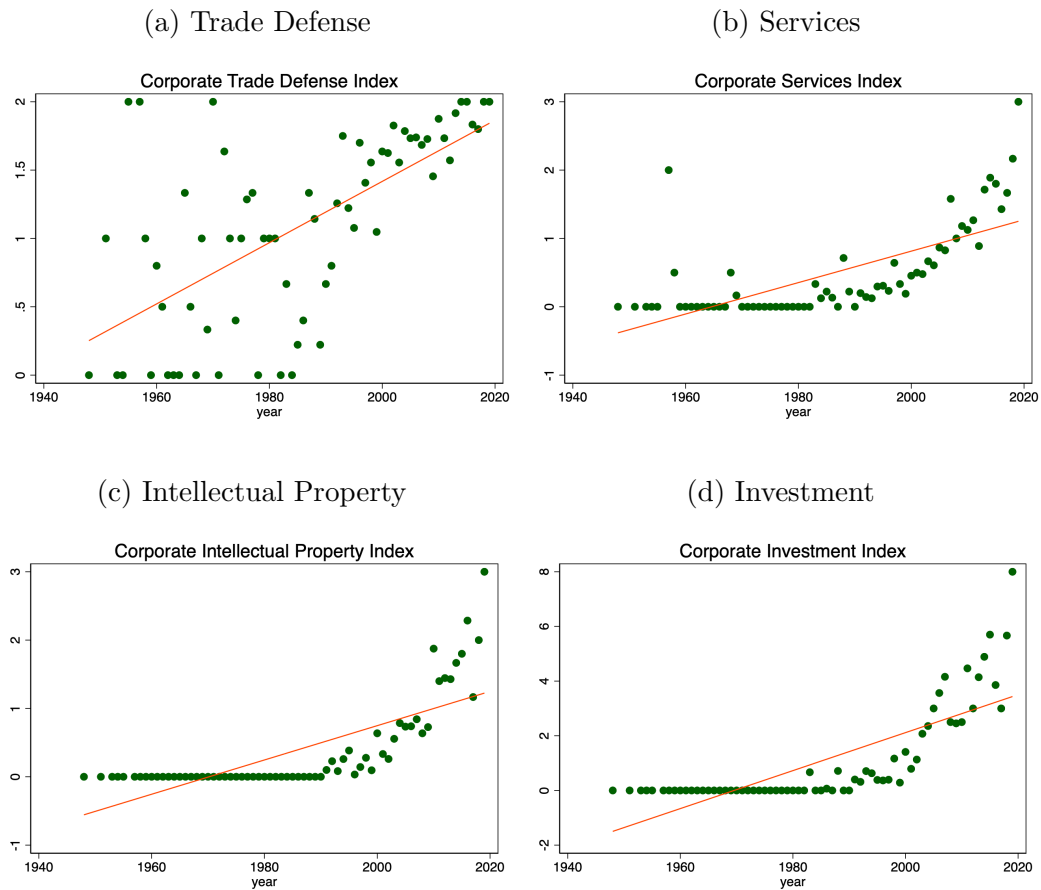 (a) Trade Defense
Corporate Trade Defense Index
2
1.5
1
.5
0
1940 1960 1980 2000 2020
year
(b) Services
Corporate Services Index
3
2
1
0
-1
1940 1960 1980 2000 2020
year
(c) Intellectual Property
Corporate Intellectual Property Index
3
2
1
0
-1
1940 1960 1980 2000 2020
year
(d) Investment
Corporate Investment Index
8
6
4
2
0
-2
1940 1960 1980 2000 2020
year